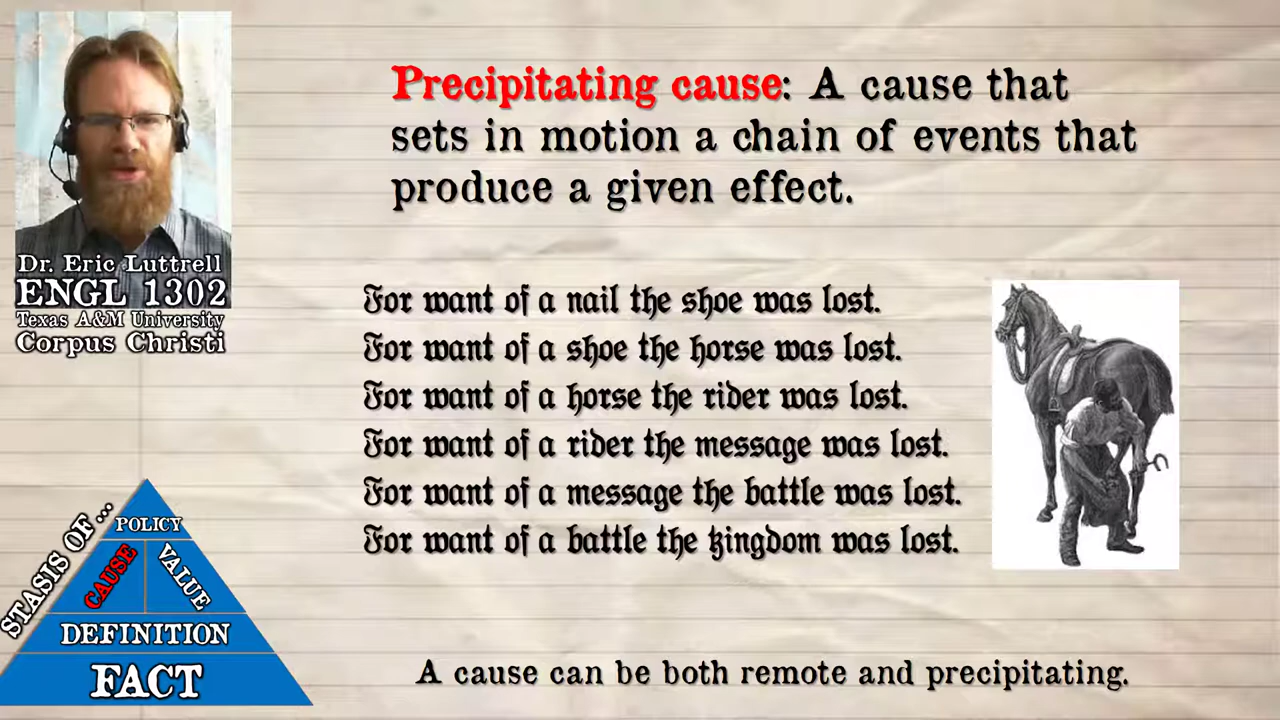 Precipitating cause: A cause that
sets in motion a chain of events that
produce a given effect.
Dr. Eric Luttrell
ENGL 1302
Texas A&M University
Corpus Christi
For want of a nail the shoe was lost.
For want of a shoe the horse was lost.
For want of a horse the rider was lost.
For want of a rider the message was lost.
For want of a message the battle was lost.
For want of a battle the kingdom was lost.
STASIS OF ...
POLICY
CAUSE
VALUE
DEFINITION
FACT
A cause can be both remote and precipitating.